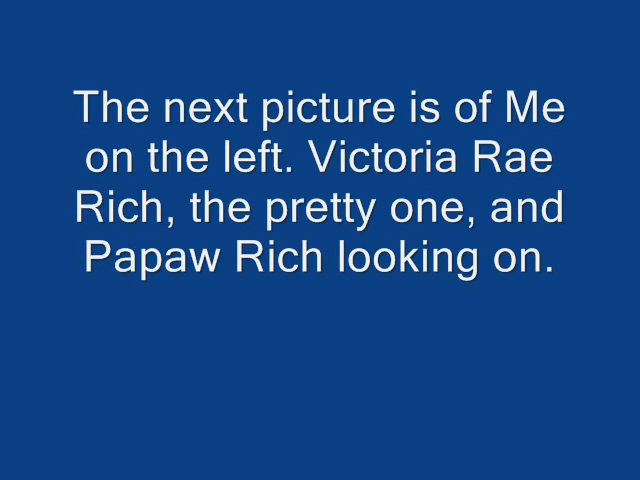 The next picture is of Me
on the left. Victoria Rae
Rich, the pretty one, and
Papaw Rich looking on.